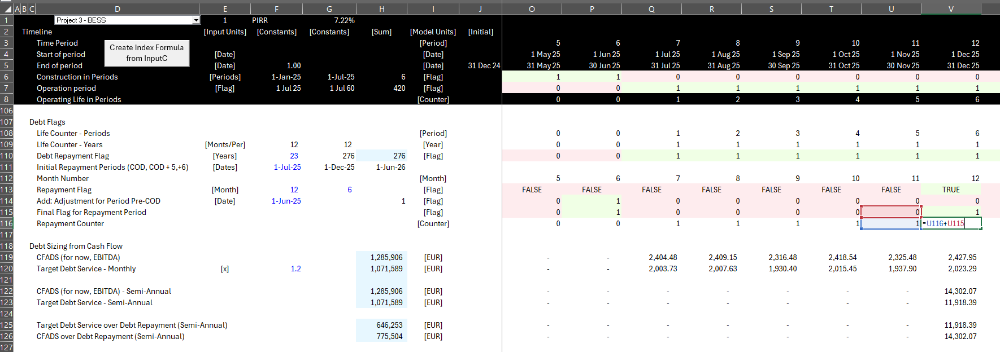 A B C D E F G H I J O P Q R S T U V
1 Project 3 - BESS 1 PIRR 7.22%
2 Timeline [Input Units] [Constants] [Constants] [Sum] [Model Units] [Initial]
3 Time Period [Period] 5 6 7 8 9 10 11 12
Create Index Formula from InputC
4 Start of period [Date] [Date] 1 May 25 1 Jun 25 1 Jul 25 1 Aug 25 1 Sep 25 1 Oct 25 1 Nov 25 1 Dec 25
5 End of period [Date] 1.00 [Date] 31 Dec 24 31 May 25 30 Jun 25 31 Jul 25 31 Aug 25 30 Sep 25 31 Oct 25 30 Nov 25 31 Dec 25
6 Construction in Periods [Periods] 1-Jan-25 1-Jul-25 6 [Flag] 1 1 0 0 0 0 0 0
7 Operation period [Flag] 1 Jul 25 1 Jul 60 420 [Flag] 0 0 1 1 1 1 1 1
8 Operating Life in Periods [Counter] 0 0 1 2 3 4 5 6
106
107 Debt Flags
108 Life Counter - Periods [Period] 0 0 1 2 3 4 5 6
109 Life Counter - Years [Monts/Per] 12 12 [Year] 0 0 1 1 1 1 1 1
110 Debt Repayment Flag [Years] 23 276 276 [Flag] 0 0 1 1 1 1 1 1
111 Initial Repayment Periods (COD, COD + 5,+6) [Dates] 1-Jul-25 1-Dec-25 1-Jun-26
112 Month Number [Month] 5 6 7 8 9 10 11 12
113 Repayment Flag [Month] 12 6 [Flag] FALSE FALSE FALSE FALSE FALSE FALSE FALSE TRUE
114 Add: Adjustment for Period Pre-COD [Date] 1-Jun-25 1 [Flag] 0 1 0 0 0 0 0 0
115 Final Flag for Repayment Period [Flag] 0 1 0 0 0 0 0 1
116 Repayment Counter [Counter] 0 0 1 1 1 1 1 =U116+U115
117
118 Debt Sizing from Cash Flow
119 CFADS (for now, EBITDA) 1,285,906 [EUR] - - 2,404.48 2,409.15 2,316.48 2,418.54 2,325.48 2,427.95
120 Target Debt Service - Monthly [x] 1.2 1,071,589 [EUR] - - 2,003.73 2,007.63 1,930.40 2,015.45 1,937.90 2,023.29
121
122 CFADS (for now, EBITDA) - Semi-Annual 1,285,906 [EUR] - - - - - - - 14,302.07
123 Target Debt Service - Semi-Annual 1,071,589 [EUR] - - - - - - - 11,918.39
124
125 Target Debt Service over Debt Repayment (Semi-Annual) 646,253 [EUR] - - - - - - - 11,918.39
126 CFADS over Debt Repayment (Semi-Annual) 775,504 [EUR] - - - - - - - 14,302.07
127